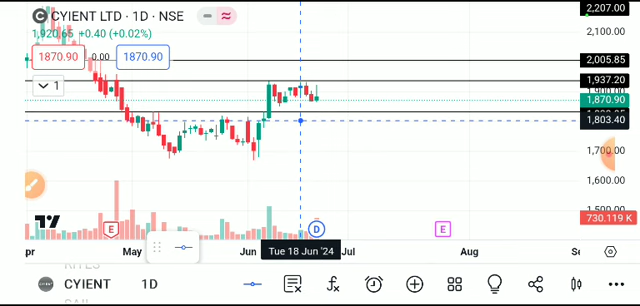 C CYIENT LTD · 1D · NSE
1,920.65 +0.40 (+0.02%)
1870.90 0.00 1870.90
1
2,207.00
2,100.00
2,005.85
1,937.20
1,870.90
1,803.40
1,700.00
1,600.00
730.119 K
E D E
May Jun Tue 18 Jun '24 Jul Aug
CYIENT 1D